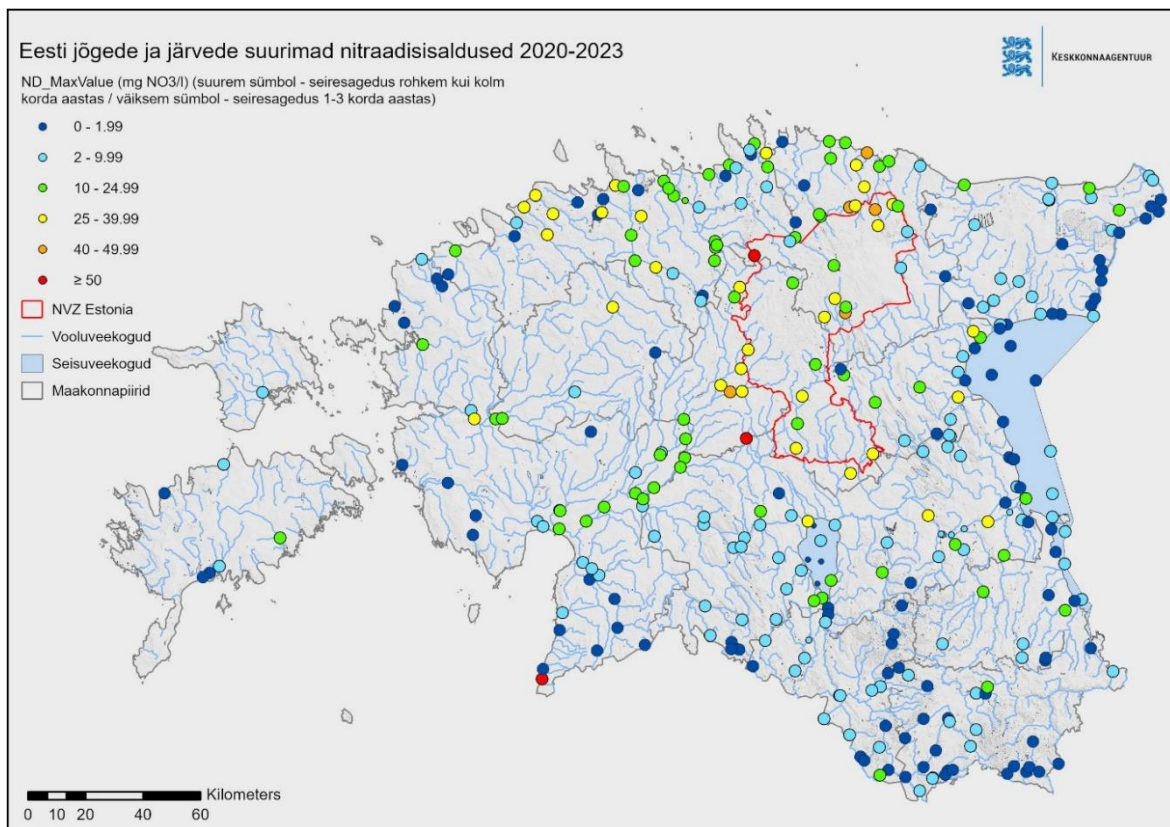 Eesti jõgede ja järvede suurimad nitraadisisaldused 2020-2023
KESKKONNAAGENTUUR
ND_MaxValue (mg NO3/l) (suurem sümbol - seiresagedus rohkem kui kolm
korda aastas / väiksem sümbol - seiresagedus 1-3 korda aastas)
0 - 1.99
2 - 9.99
10 - 24.99
25 - 39.99
40 - 49.99
≥ 50
NVZ Estonia
Vooluveekogud
Seisuveekogud
Maakonnapiirid
Kilometers
0 10 20 40 60